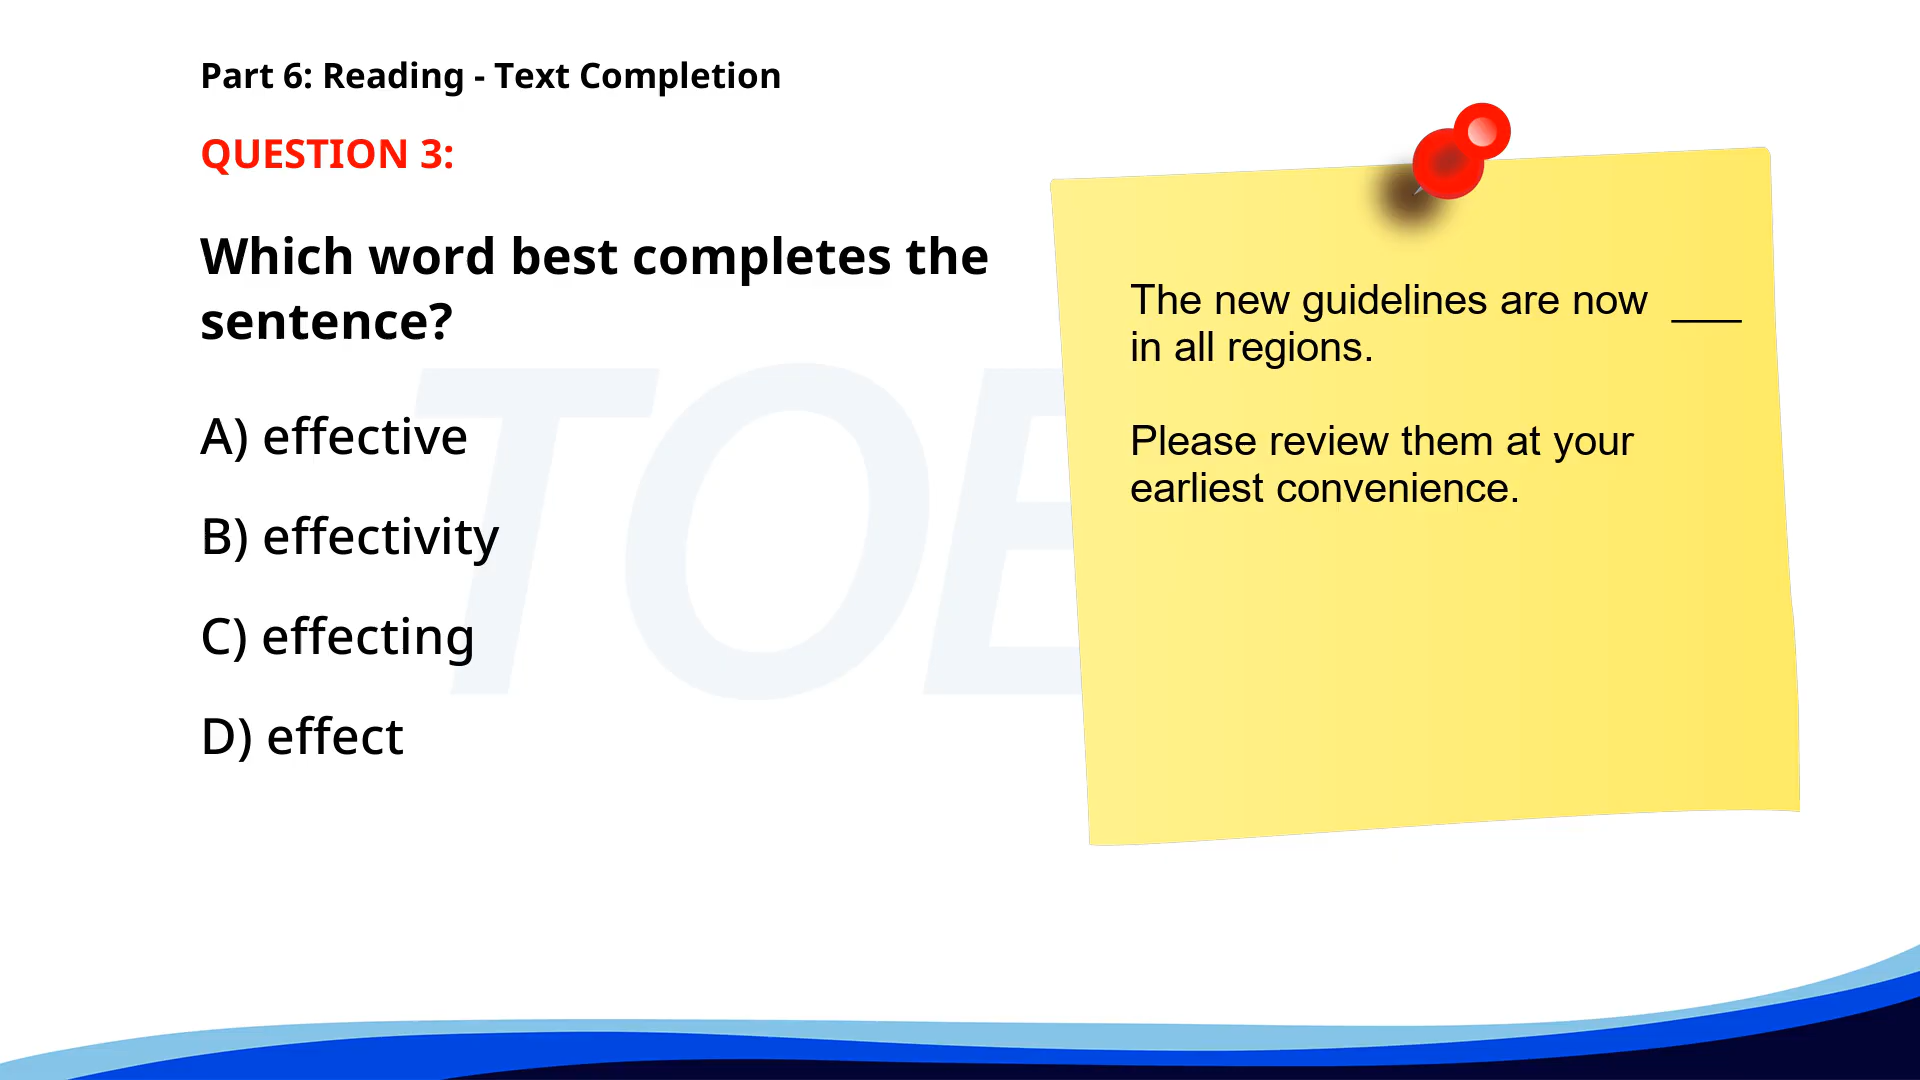 Part 6: Reading - Text Completion
QUESTION 3:
Which word best completes the
sentence?
A) effective
B) effectivity
C) effecting
D) effect
The new guidelines are now ___
in all regions.
Please review them at your
earliest convenience.
TOE